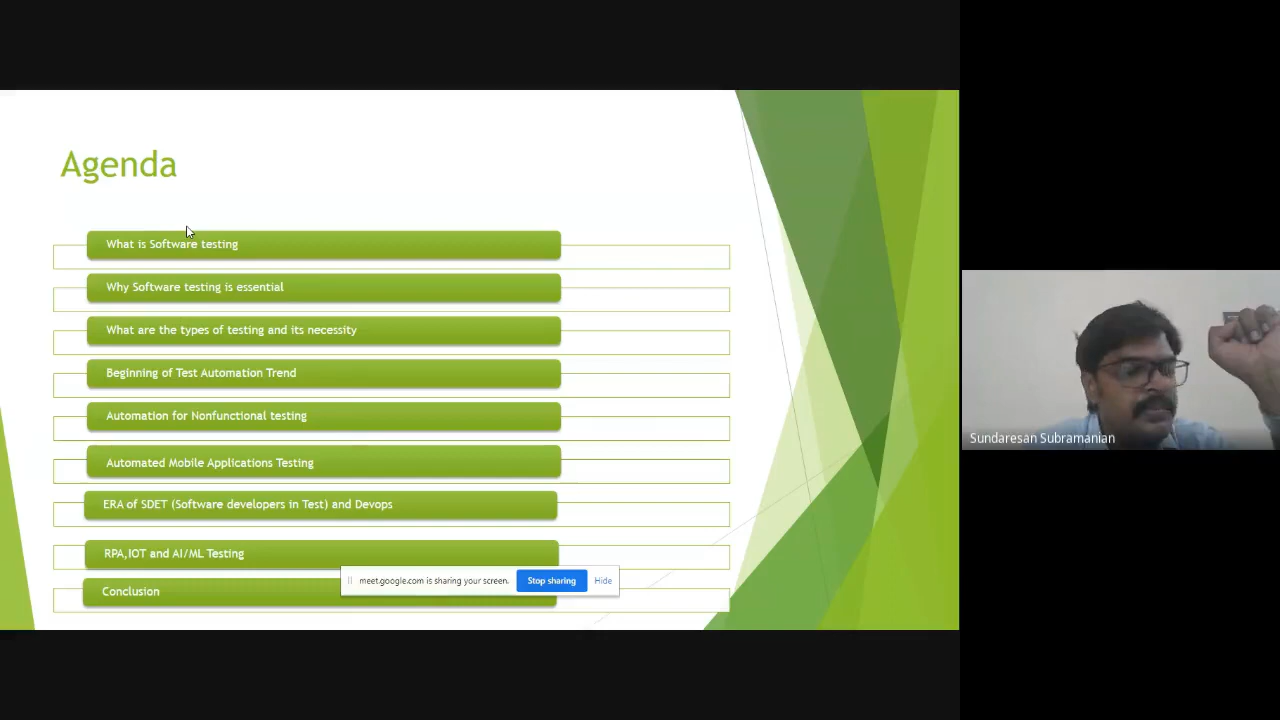 Agenda
What is Software testing
Why Software testing is essential
What are the types of testing and its necessity
Beginning of Test Automation Trend
Automation for Nonfunctional testing
Automated Mobile Applications Testing
ERA of SDET (Software developers in Test) and Devops
RPA,IOT and AI/ML Testing
meet.google.com is sharing your screen. Stop sharing Hide
Conclusion
Sundaresan Subramanian